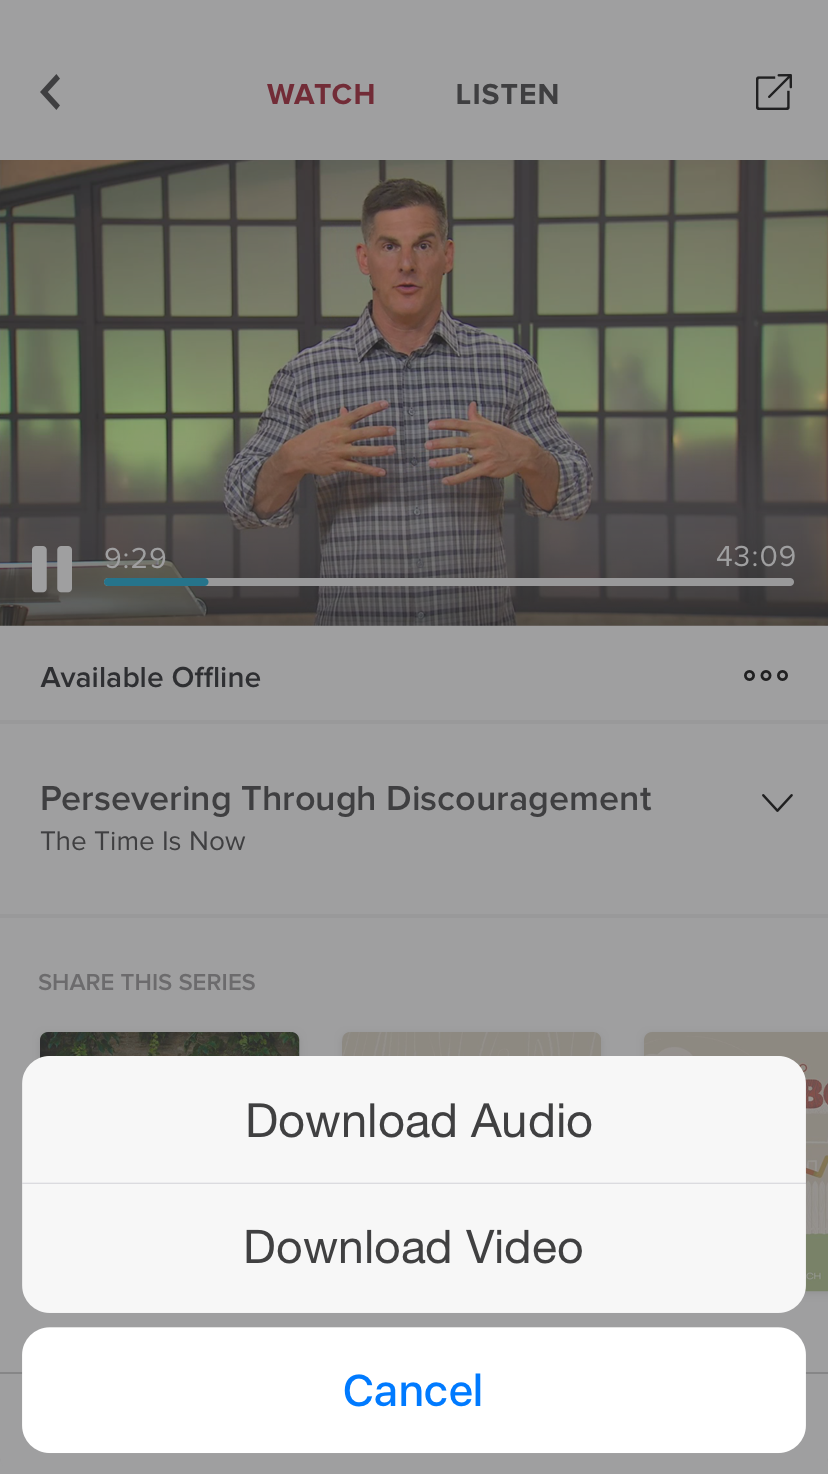 WATCH LISTEN
9:29 43:09
Available Offline
Persevering Through Discouragement
The Time Is Now
SHARE THIS SERIES
Download Audio
Download Video
Cancel